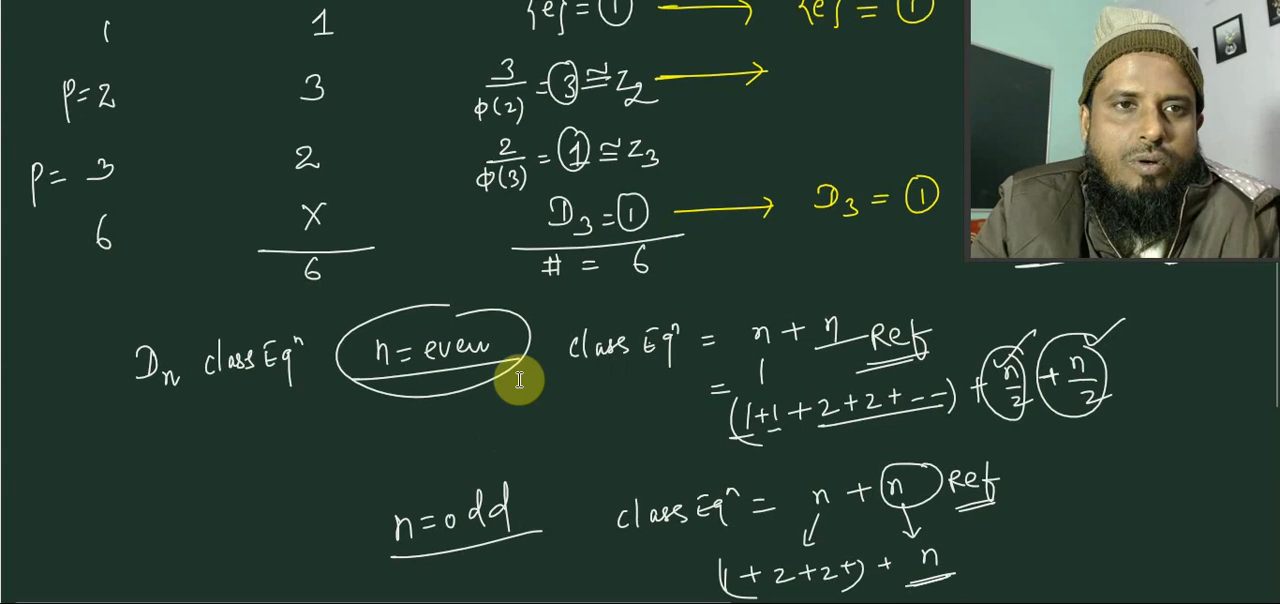 1 1 {e} = ① → {e} = ①
p=2 3 3/φ(2) = ③ ≅ Z₂ →
p= 3 2 2/φ(3) = ① ≅ Z₃
6 X D₃ = ① → D₃ = ①
6 # = 6
Dₙ class Eqⁿ n = even class Eqⁿ = n + n Ref
= (1+1 + 2+2+--) + n/2 + n/2
n = odd class Eqⁿ = n + n Ref
(1 + 2+2+) + n